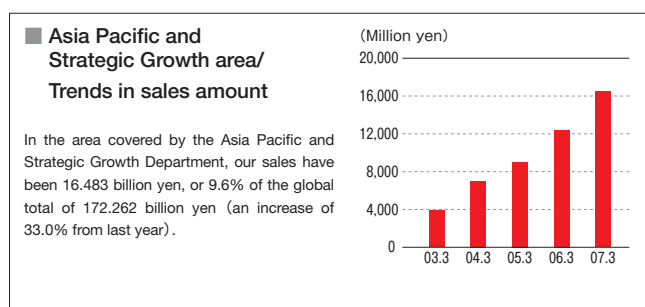 Asia Pacific and
Strategic Growth area/
Trends in sales amount
In the area covered by the Asia Pacific and
Strategic Growth Department, our sales have
been 16.483 billion yen, or 9.6% of the global
total of 172.262 billion yen (an increase of
33.0% from last year).
(Million yen)
20,000
16,000
12,000
8,000
4,000
0
03.3 04.3 05.3 06.3 07.3